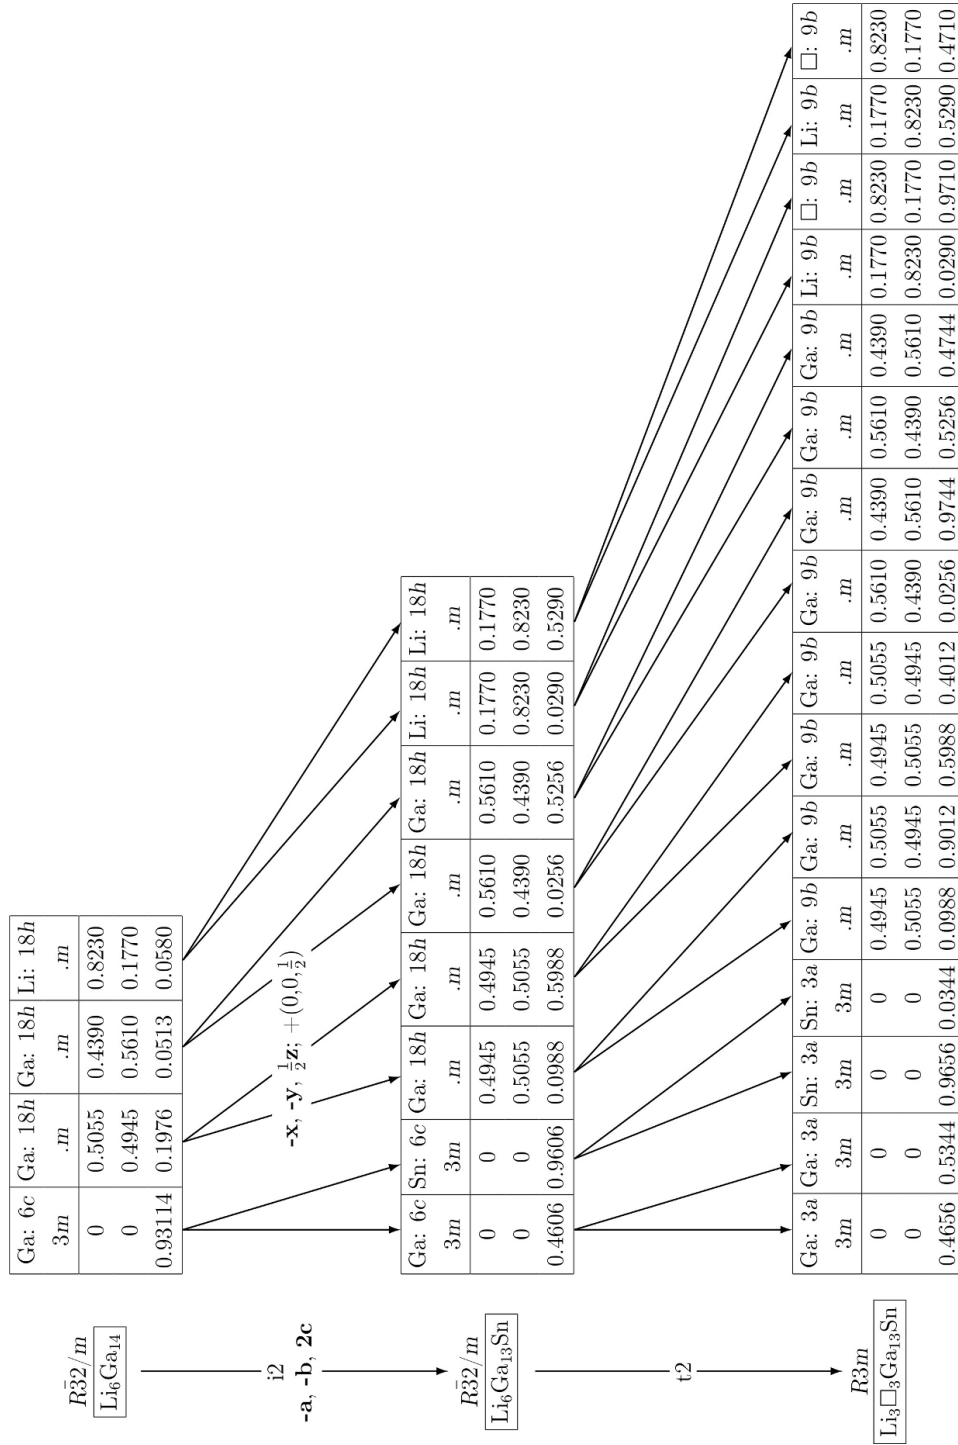 R3̄2/m
Li₆Ga₁₄
Ga: 6c Ga: 18h Ga: 18h Li: 18h
3m .m .m .m
0 0.5055 0.4390 0.8230
0 0.4945 0.5610 0.1770
0.93114 0.1976 0.0513 0.0580
i2
-a, -b, 2c
-x, -y, ½z; +(0,0,½)
R3̄2/m
Li₆Ga₁₃Sn
Ga: 6c Sn: 6c Ga: 18h Ga: 18h Ga: 18h Ga: 18h Li: 18h Li: 18h
3m 3m .m .m .m .m .m .m
0 0 0.4945 0.4945 0.5610 0.5610 0.1770 0.1770
0 0 0.5055 0.5055 0.4390 0.4390 0.8230 0.8230
0.4606 0.9606 0.0988 0.5988 0.0256 0.5256 0.0290 0.5290
t2
R3m
Li₃□₃Ga₁₃Sn
Ga: 3a Ga: 3a Sn: 3a Sn: 3a Ga: 9b Ga: 9b Ga: 9b Ga: 9b Ga: 9b Ga: 9b Ga: 9b Ga: 9b Li: 9b □: 9b Li: 9b □: 9b
3m 3m 3m 3m .m .m .m .m .m .m .m .m .m .m .m .m
0 0 0 0 0.4945 0.5055 0.4945 0.5055 0.5610 0.4390 0.5610 0.4390 0.1770 0.8230 0.1770 0.8230
0 0 0 0 0.5055 0.4945 0.5055 0.4945 0.4390 0.5610 0.4390 0.5610 0.8230 0.1770 0.8230 0.1770
0.4656 0.5344 0.9656 0.0344 0.0988 0.9012 0.5988 0.4012 0.0256 0.9744 0.5256 0.4744 0.0290 0.9710 0.5290 0.4710